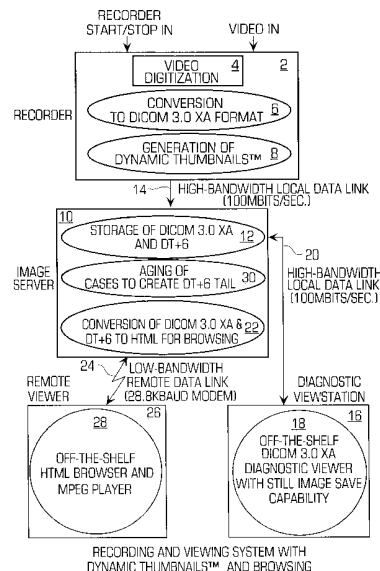 RECORDER
START/STOP IN
VIDEO IN
VIDEO
DIGITIZATION
4
2
RECORDER
CONVERSION
TO DICOM 3.0 XA FORMAT
6
GENERATION OF
DYNAMIC THUMBNAILS™
8
14
HIGH-BANDWIDTH LOCAL DATA LINK
(100MBITS/SEC.)
10
STORAGE OF DICOM 3.0 XA
AND DT+6
12
IMAGE
SERVER
AGING OF
CASES TO CREATE DT+6 TAIL
30
CONVERSION OF DICOM 3.0 XA &
DT+6 TO HTML FOR BROWSING
22
20
HIGH-BANDWIDTH
LOCAL DATA LINK
(100MBITS/SEC.)
24
LOW-BANDWIDTH
REMOTE DATA LINK
(28.8KBAUD MODEM)
REMOTE
VIEWER
26
28
OFF-THE-SHELF
HTML BROWSER AND
MPEG PLAYER
DIAGNOSTIC
VIEWSTATION
16
18
OFF-THE-SHELF
DICOM 3.0 XA
DIAGNOSTIC VIEWER
WITH STILL IMAGE SAVE
CAPABILITY
RECORDING AND VIEWING SYSTEM WITH
DYNAMIC THUMBNAILS™ AND BROWSING